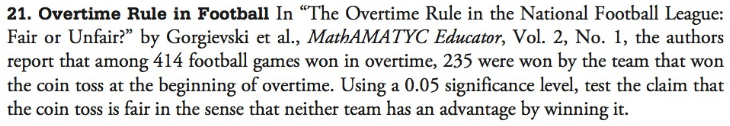 21. Overtime Rule in Football In “The Overtime Rule in the National Football League:
Fair or Unfair?” by Gorgievski et al., MathAMATYC Educator, Vol. 2, No. 1, the authors
report that among 414 football games won in overtime, 235 were won by the team that won
the coin toss at the beginning of overtime. Using a 0.05 significance level, test the claim that
the coin toss is fair in the sense that neither team has an advantage by winning it.